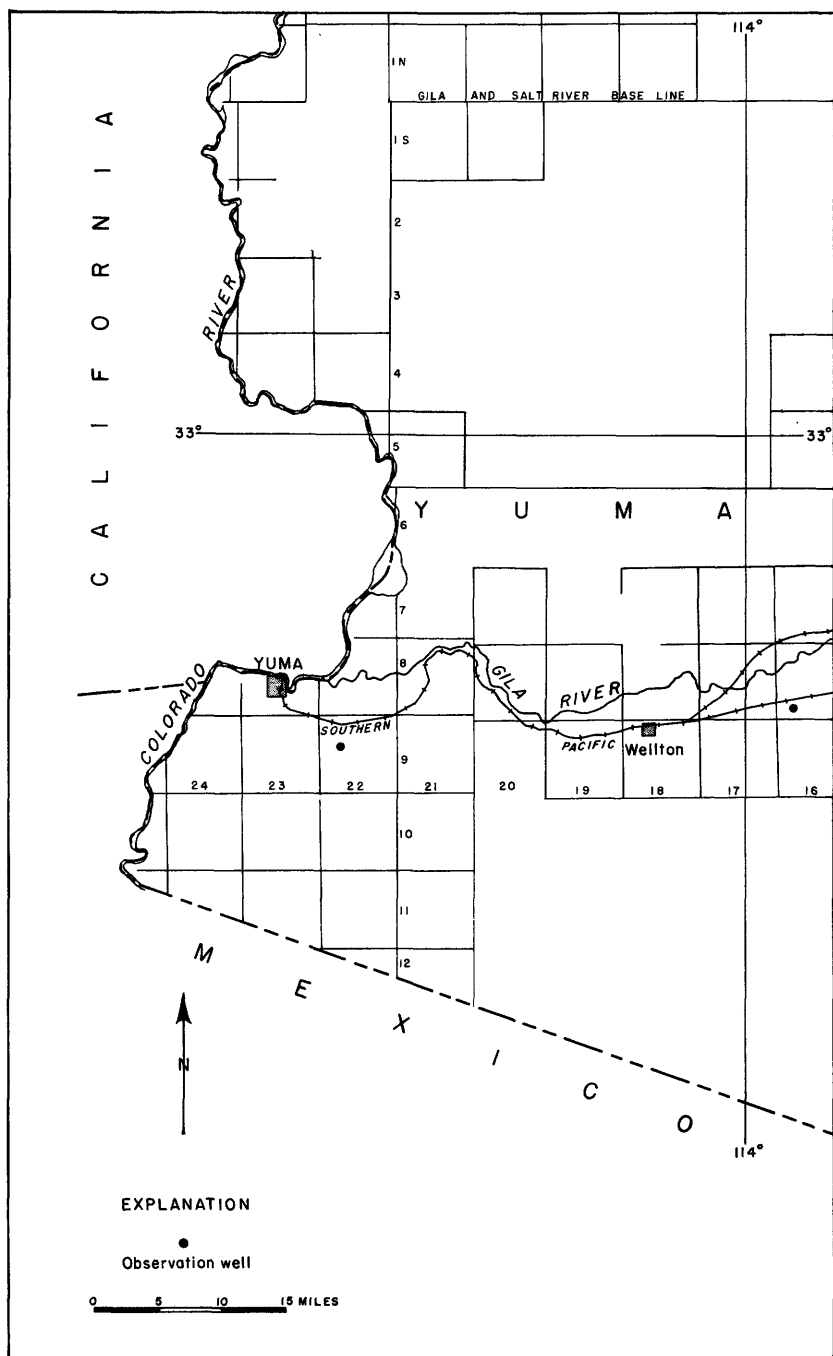 114°
1N
GILA AND SALT RIVER BASE LINE
1S
CALIFORNIA
2
3
RIVER
4
33°
33°
5
YUMA
6
7
YUMA
8
GILA
RIVER
COLORADO
SOUTHERN
PACIFIC
Wellton
9
24
23
22
21
20
19
18
17
16
10
11
12
MEXICO
N
114°
EXPLANATION
Observation well
0 5 10 15 MILES